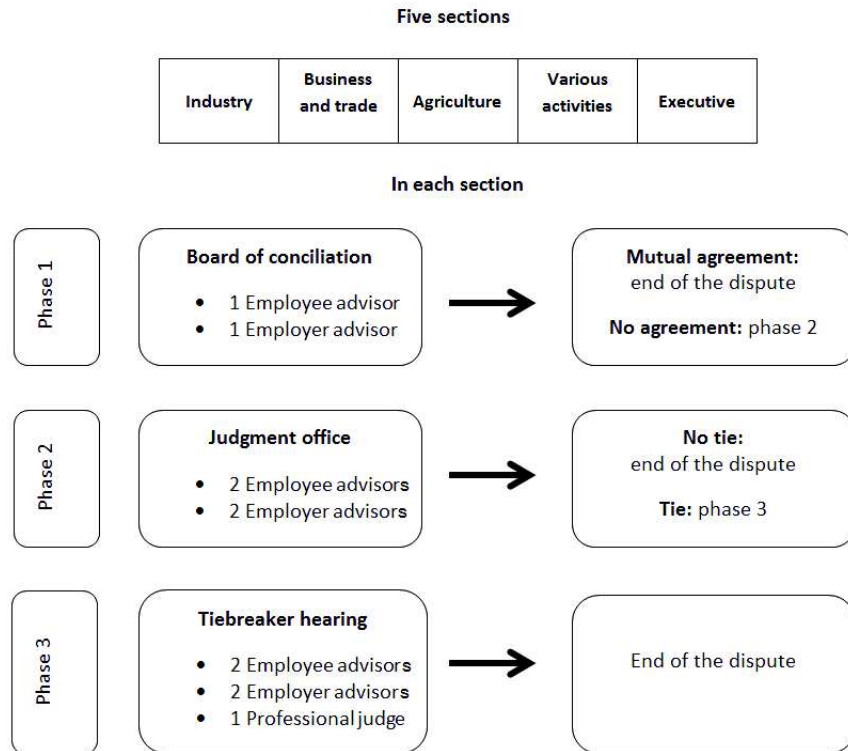 Five sections
Industry
Business
and trade
Agriculture
Various
activities
Executive
In each section
Phase 1
Board of conciliation
• 1 Employee advisor
• 1 Employer advisor
Mutual agreement:
end of the dispute
No agreement: phase 2
Phase 2
Judgment office
• 2 Employee advisors
• 2 Employer advisors
No tie:
end of the dispute
Tie: phase 3
Phase 3
Tiebreaker hearing
• 2 Employee advisors
• 2 Employer advisors
• 1 Professional judge
End of the dispute